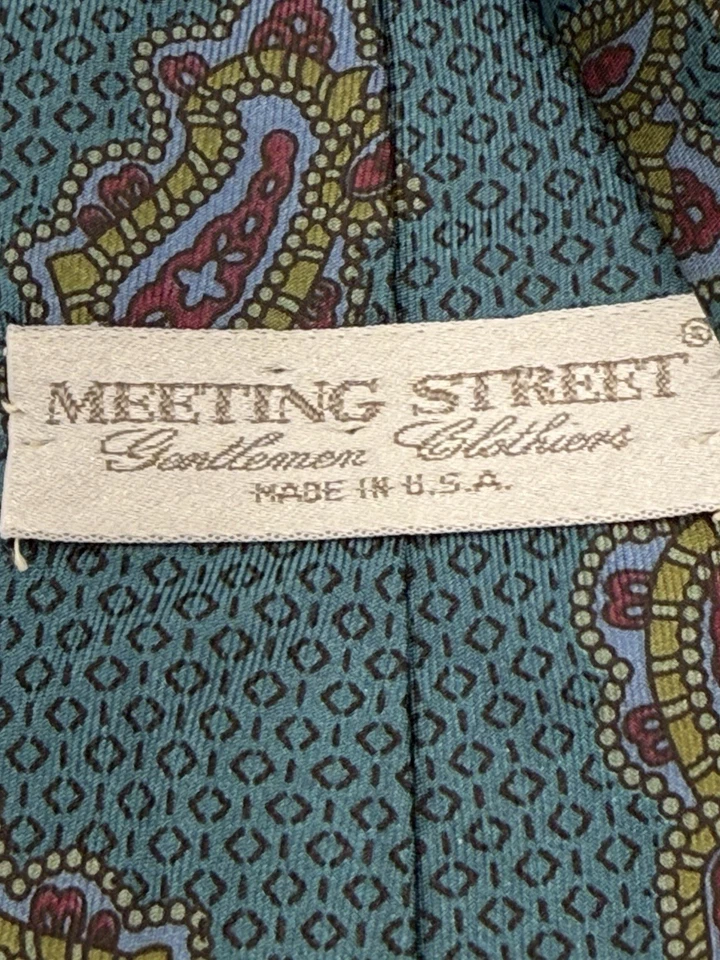 MEETING STREET®
Gentlemen Clothiers
MADE IN U.S.A.